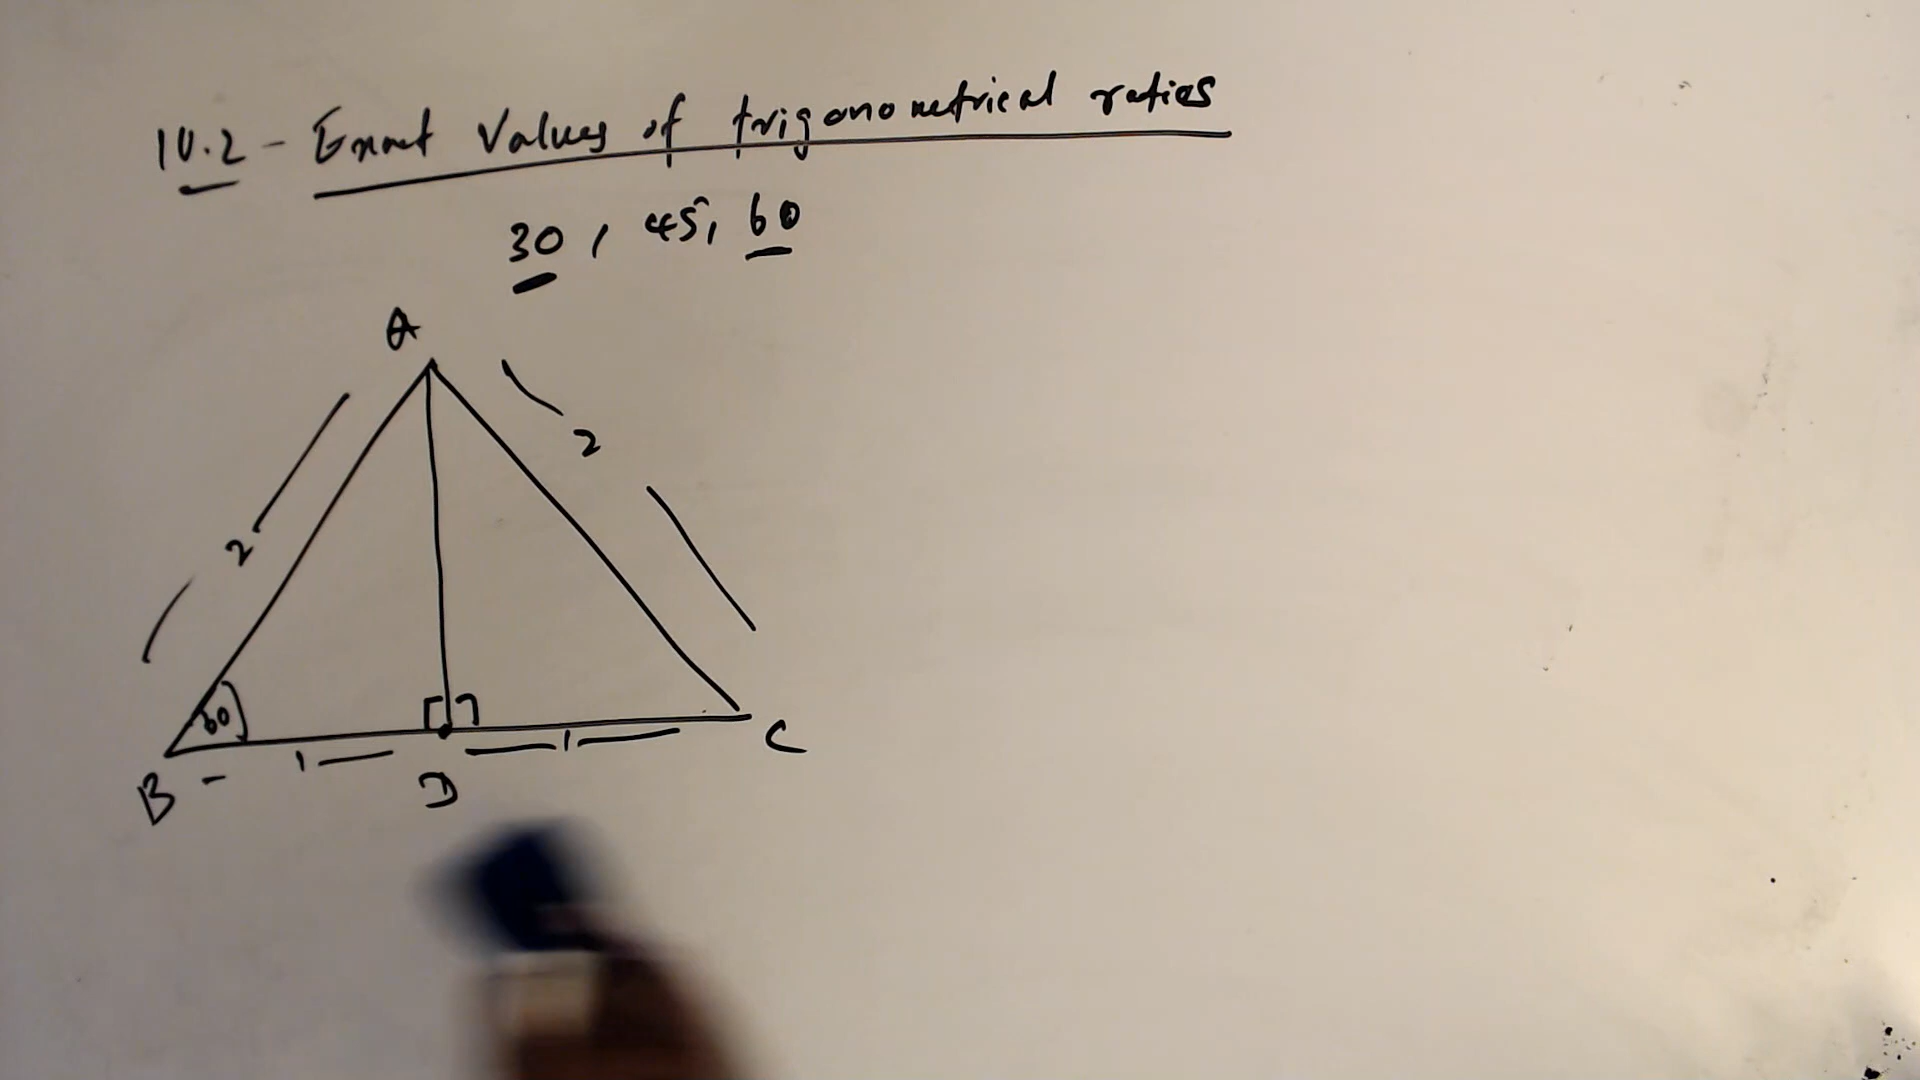 10.2 - Exact Values of trigonometrical ratios
30, 45, 60
A
2
2
60
1
1
B
D
C